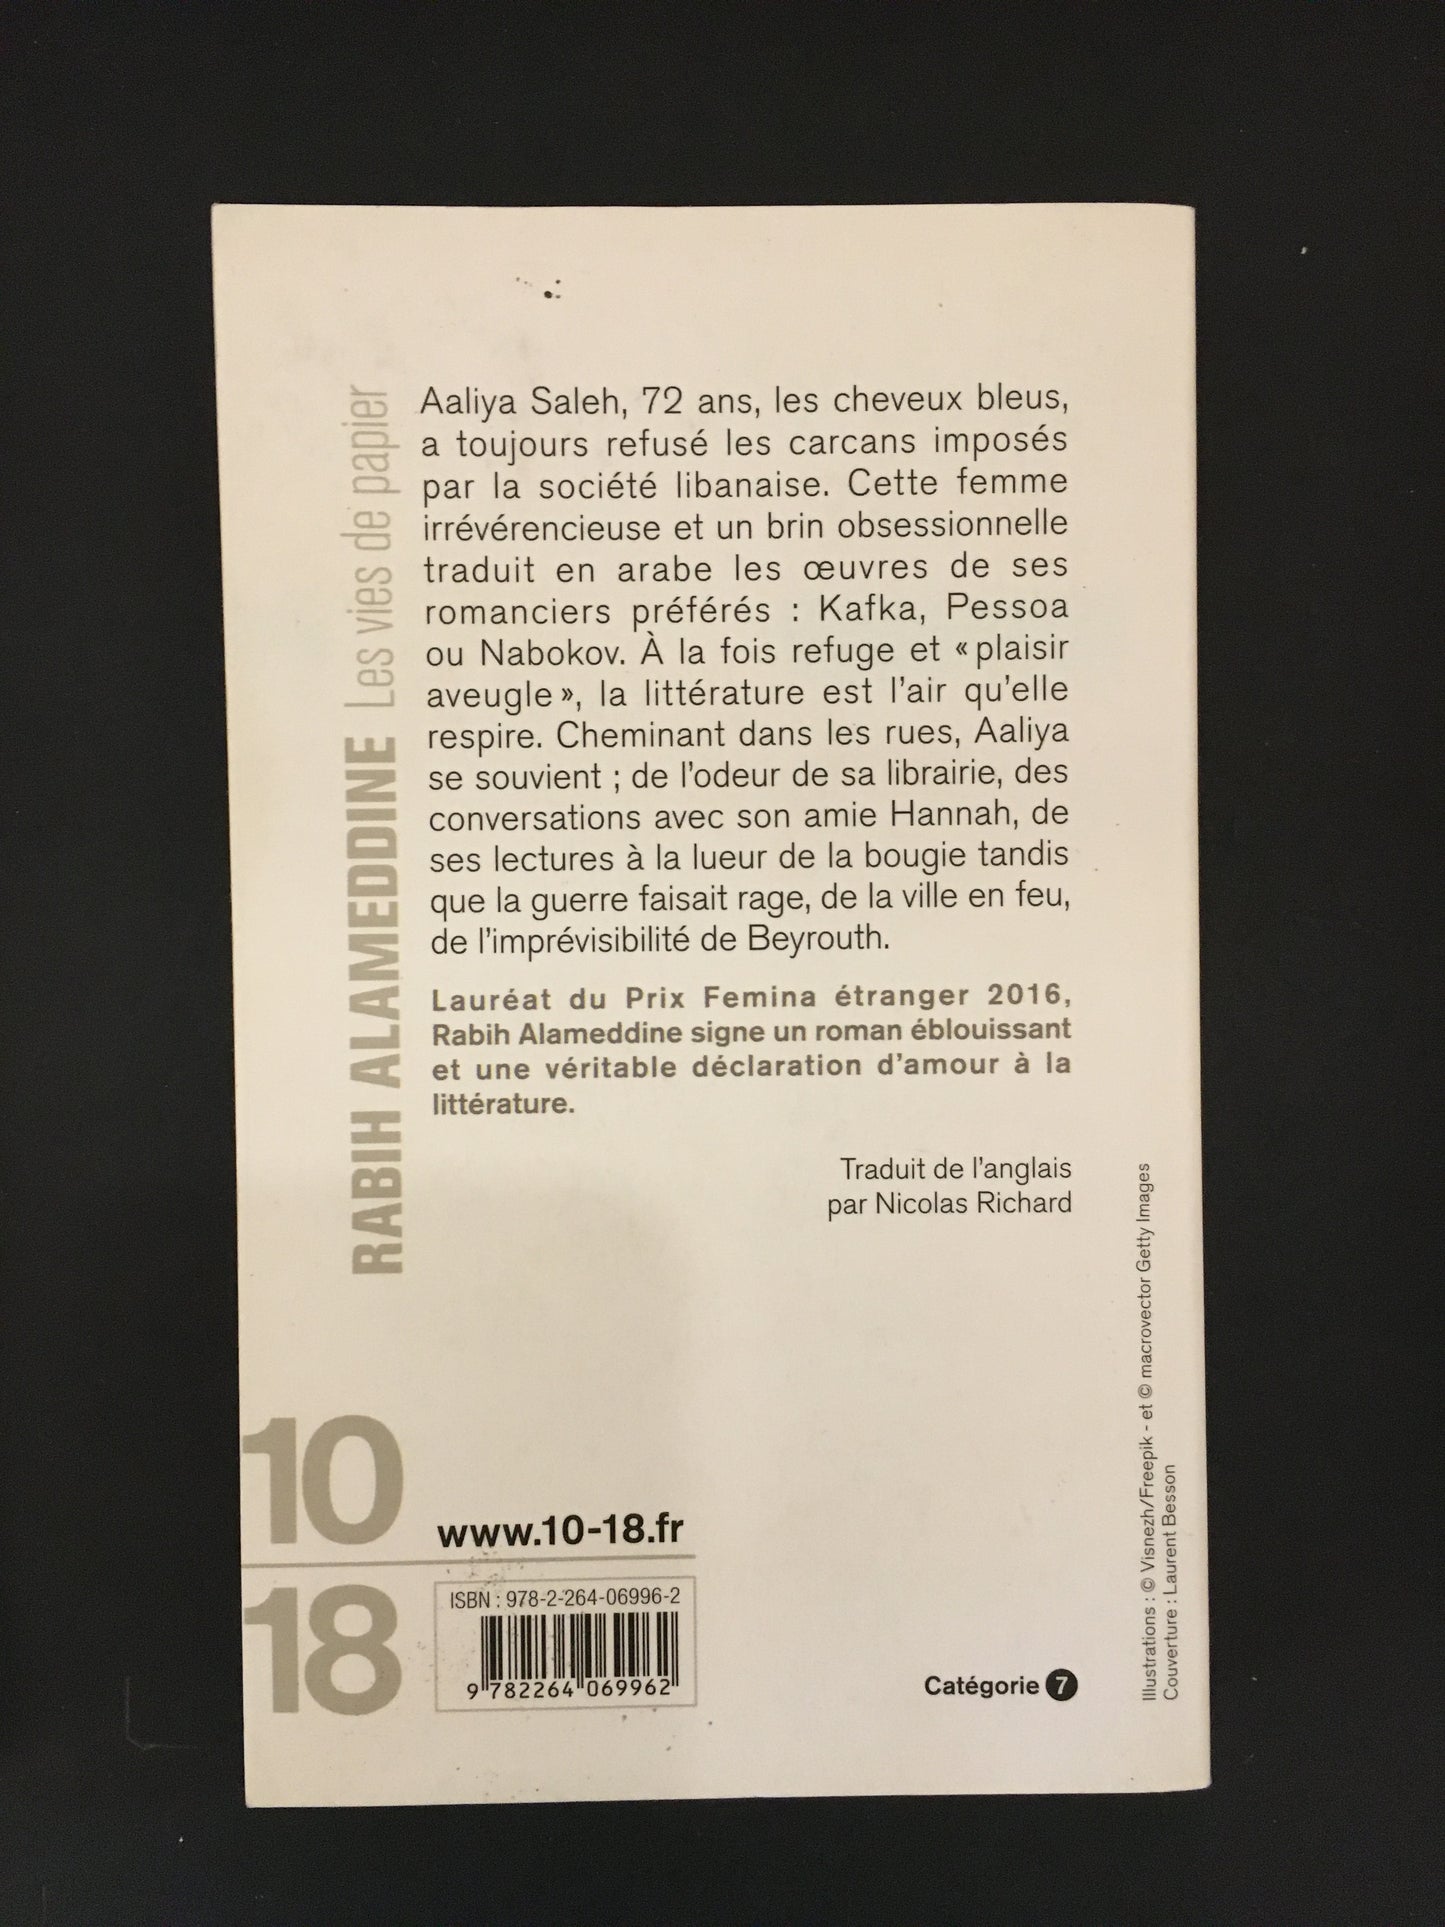 RABIH ALAMEDDINE Les vies de papier
Aaliya Saleh, 72 ans, les cheveux bleus,
a toujours refusé les carcans imposés
par la société libanaise. Cette femme
irrévérencieuse et un brin obsessionnelle
traduit en arabe les œuvres de ses
romanciers préférés : Kafka, Pessoa
ou Nabokov. À la fois refuge et « plaisir
aveugle », la littérature est l'air qu'elle
respire. Cheminant dans les rues, Aaliya
se souvient ; de l'odeur de sa librairie, des
conversations avec son amie Hannah, de
ses lectures à la lueur de la bougie tandis
que la guerre faisait rage, de la ville en feu,
de l'imprévisibilité de Beyrouth.
Lauréat du Prix Femina étranger 2016,
Rabih Alameddine signe un roman éblouissant
et une véritable déclaration d'amour à la
littérature.
Traduit de l'anglais
par Nicolas Richard
10
18
www.10-18.fr
ISBN : 978-2-264-06996-2
9 782264 069962
Catégorie 7
Illustrations : © Visnezh/Freepik - et © macrovector Getty Images
Couverture : Laurent Besson